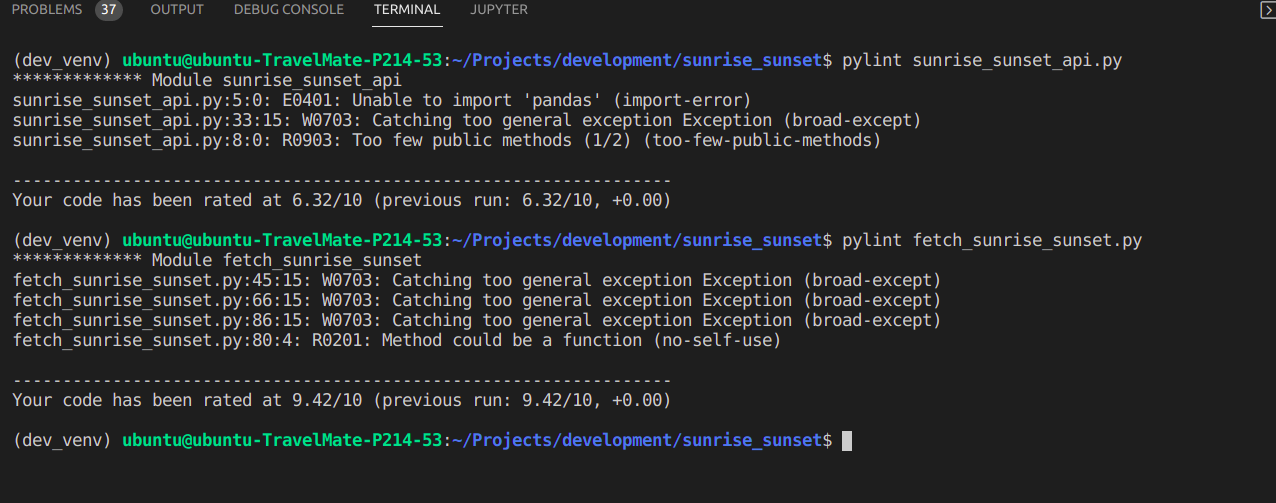 PROBLEMS 37 OUTPUT DEBUG CONSOLE TERMINAL JUPYTER
(dev_venv) ubuntu@ubuntu-TravelMate-P214-53:~/Projects/development/sunrise_sunset$ pylint sunrise_sunset_api.py
************* Module sunrise_sunset_api
sunrise_sunset_api.py:5:0: E0401: Unable to import 'pandas' (import-error)
sunrise_sunset_api.py:33:15: W0703: Catching too general exception Exception (broad-except)
sunrise_sunset_api.py:8:0: R0903: Too few public methods (1/2) (too-few-public-methods)
------------------------------------------------------------------
Your code has been rated at 6.32/10 (previous run: 6.32/10, +0.00)
(dev_venv) ubuntu@ubuntu-TravelMate-P214-53:~/Projects/development/sunrise_sunset$ pylint fetch_sunrise_sunset.py
************* Module fetch_sunrise_sunset
fetch_sunrise_sunset.py:45:15: W0703: Catching too general exception Exception (broad-except)
fetch_sunrise_sunset.py:66:15: W0703: Catching too general exception Exception (broad-except)
fetch_sunrise_sunset.py:86:15: W0703: Catching too general exception Exception (broad-except)
fetch_sunrise_sunset.py:80:4: R0201: Method could be a function (no-self-use)
------------------------------------------------------------------
Your code has been rated at 9.42/10 (previous run: 9.42/10, +0.00)
(dev_venv) ubuntu@ubuntu-TravelMate-P214-53:~/Projects/development/sunrise_sunset$